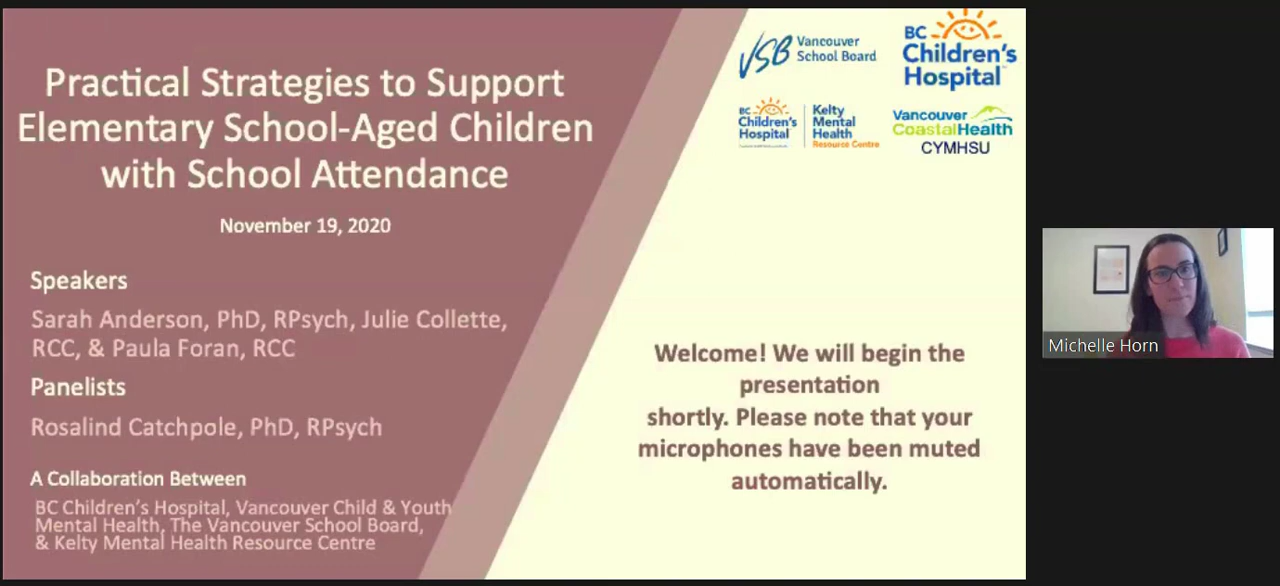 Practical Strategies to Support
Elementary School-Aged Children
with School Attendance
November 19, 2020
Speakers
Sarah Anderson, PhD, RPsych, Julie Collette,
RCC, & Paula Foran, RCC
Panelists
Rosalind Catchpole, PhD, RPsych
A Collaboration Between
BC Children's Hospital, Vancouver Child & Youth
Mental Health, The Vancouver School Board,
& Kelty Mental Health Resource Centre
VSB Vancouver
School Board
BC
Children's
Hospital
BC
Children's
Hospital
Kelty
Mental
Health
Resource Centre
Vancouver
CoastalHealth
CYMHSU
Welcome! We will begin the
presentation
shortly. Please note that your
microphones have been muted
automatically.
Michelle Horn